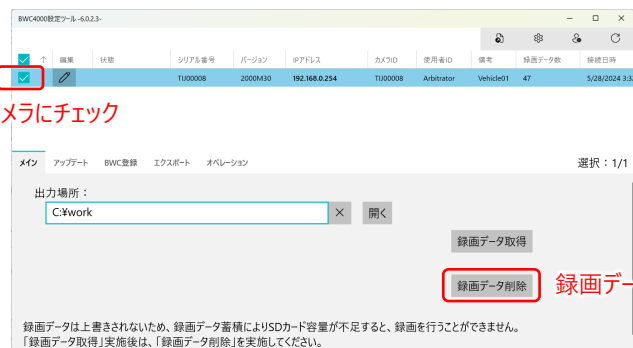 BWC4000設定ツール -6.0.2.3-
編集 状態 シリアル番号 バージョン IPアドレス カメラID 使用者ID 備考 録画データ数 接続日時
TIJ00008 2000M30 192.168.0.254 TIJ00008 Arbitrator Vehicle01 47 5/28/2024 3:3
メラにチェック
メイン アップデート BWC登録 エクスポート オペレーション 選択：1/1
出力場所：
C:¥work 開く
録画データ取得
録画データ削除 録画デー
録画データは上書きされないため、録画データ蓄積によりSDカード容量が不足すると、録画を行うことができません。
「録画データ取得」実施後は、「録画データ削除」を実施してください。